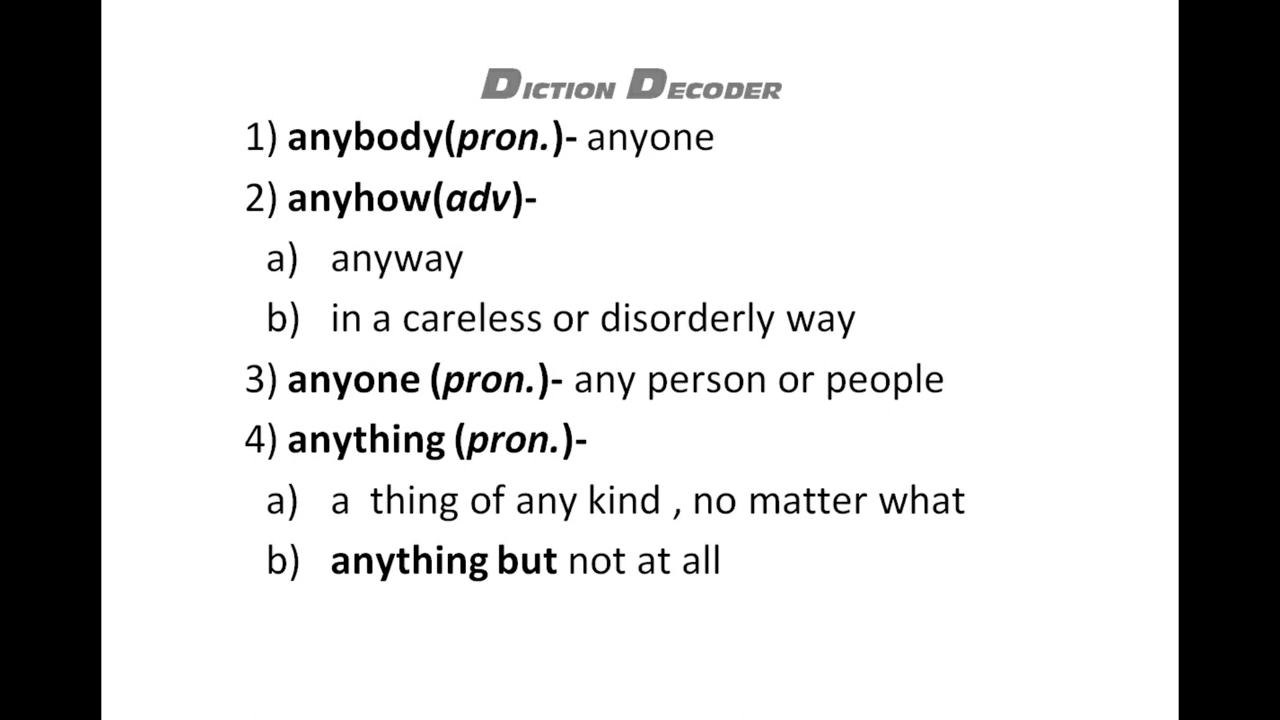 DICTION DECODER
1) anybody(pron.)- anyone
2) anyhow(adv)-
a) anyway
b) in a careless or disorderly way
3) anyone (pron.)- any person or people
4) anything (pron.)-
a) a thing of any kind , no matter what
b) anything but not at all